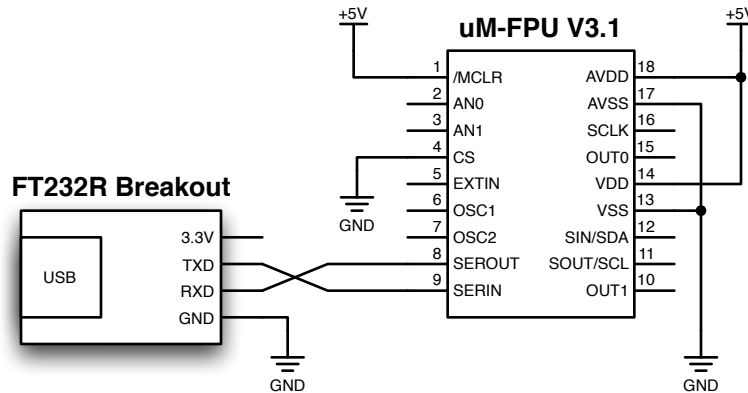 +5V
uM-FPU V3.1
+5V
1 /MCLR AVDD 18
2 AN0 AVSS 17
3 AN1 SCLK 16
4 CS OUT0 15
5 EXTIN VDD 14
6 OSC1 VSS 13
7 OSC2 SIN/SDA 12
8 SEROUT SOUT/SCL 11
9 SERIN OUT1 10
GND
FT232R Breakout
USB
3.3V
TXD
RXD
GND
GND
GND